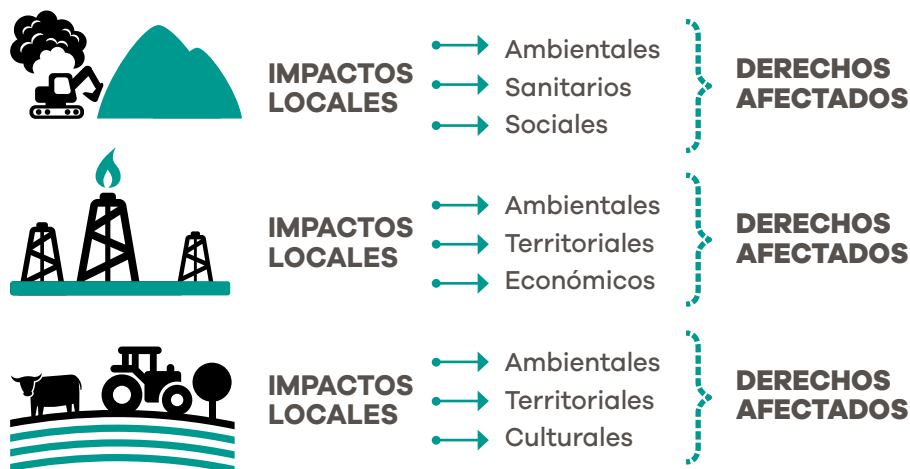 IMPACTOS
LOCALES
Ambientales
Sanitarios
Sociales
DERECHOS
AFECTADOS
IMPACTOS
LOCALES
Ambientales
Territoriales
Económicos
DERECHOS
AFECTADOS
IMPACTOS
LOCALES
Ambientales
Territoriales
Culturales
DERECHOS
AFECTADOS